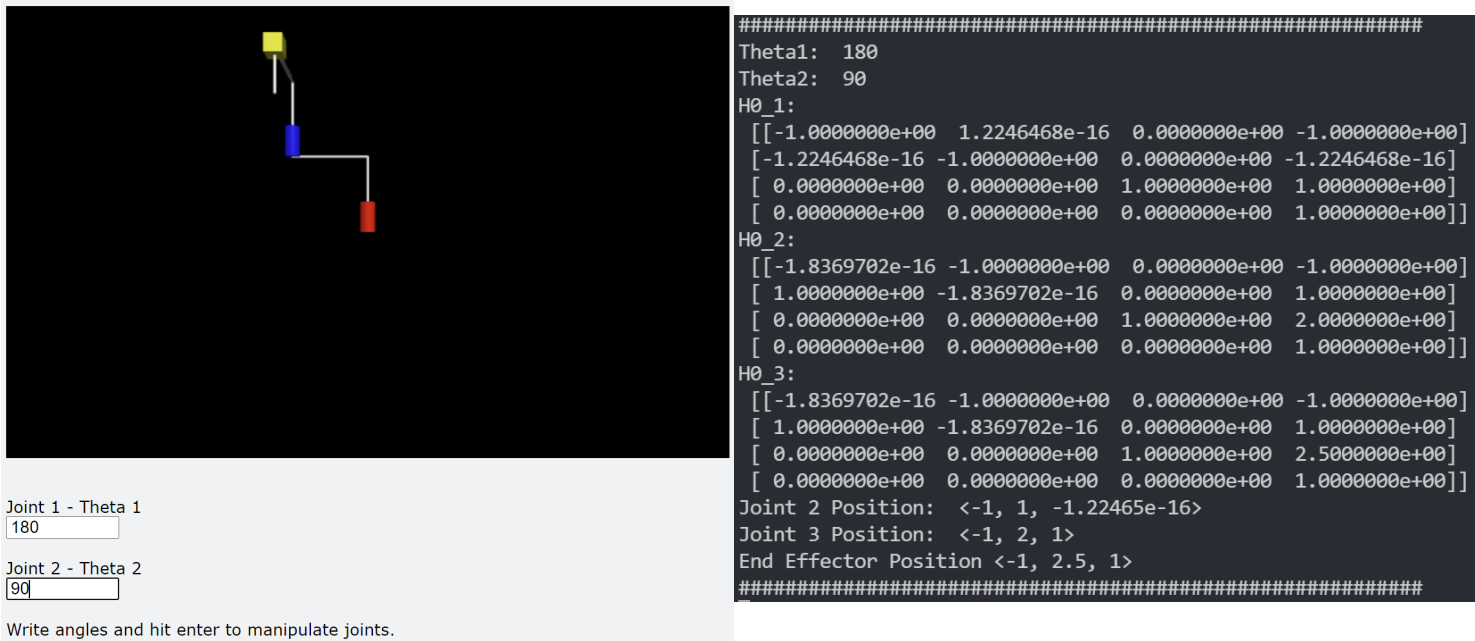 Joint 1 - Theta 1
180
Joint 2 - Theta 2
90
Write angles and hit enter to manipulate joints.
##########################################################
Theta1:  180
Theta2:  90
H0_1:
 [[-1.0000000e+00  1.2246468e-16  0.0000000e+00 -1.0000000e+00]
 [-1.2246468e-16 -1.0000000e+00  0.0000000e+00 -1.2246468e-16]
 [ 0.0000000e+00  0.0000000e+00  1.0000000e+00  1.0000000e+00]
 [ 0.0000000e+00  0.0000000e+00  0.0000000e+00  1.0000000e+00]]
H0_2:
 [[-1.8369702e-16 -1.0000000e+00  0.0000000e+00 -1.0000000e+00]
 [ 1.0000000e+00 -1.8369702e-16  0.0000000e+00  1.0000000e+00]
 [ 0.0000000e+00  0.0000000e+00  1.0000000e+00  2.0000000e+00]
 [ 0.0000000e+00  0.0000000e+00  0.0000000e+00  1.0000000e+00]]
H0_3:
 [[-1.8369702e-16 -1.0000000e+00  0.0000000e+00 -1.0000000e+00]
 [ 1.0000000e+00 -1.8369702e-16  0.0000000e+00  1.0000000e+00]
 [ 0.0000000e+00  0.0000000e+00  1.0000000e+00  2.5000000e+00]
 [ 0.0000000e+00  0.0000000e+00  0.0000000e+00  1.0000000e+00]]
Joint 2 Position:  <-1, 1, -1.22465e-16>
Joint 3 Position:  <-1, 2, 1>
End Effector Position <-1, 2.5, 1>
##########################################################